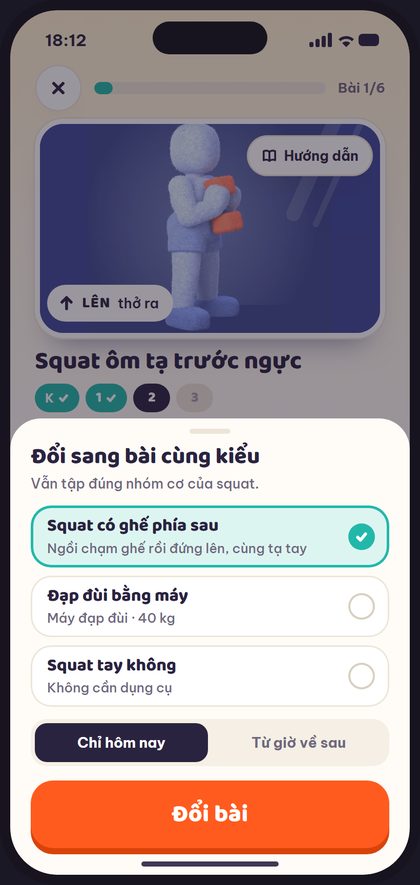 18:12
Bài 1/6
Hướng dẫn
LÊN thở ra
Squat ôm tạ trước ngực
K 1 2 3
Đổi sang bài cùng kiểu
Vẫn tập đúng nhóm cơ của squat.
Squat có ghế phía sau
Ngồi chạm ghế rồi đứng lên, cùng tạ tay
Đạp đùi bằng máy
Máy đạp đùi · 40 kg
Squat tay không
Không cần dụng cụ
Chỉ hôm nay
Từ giờ về sau
Đổi bài